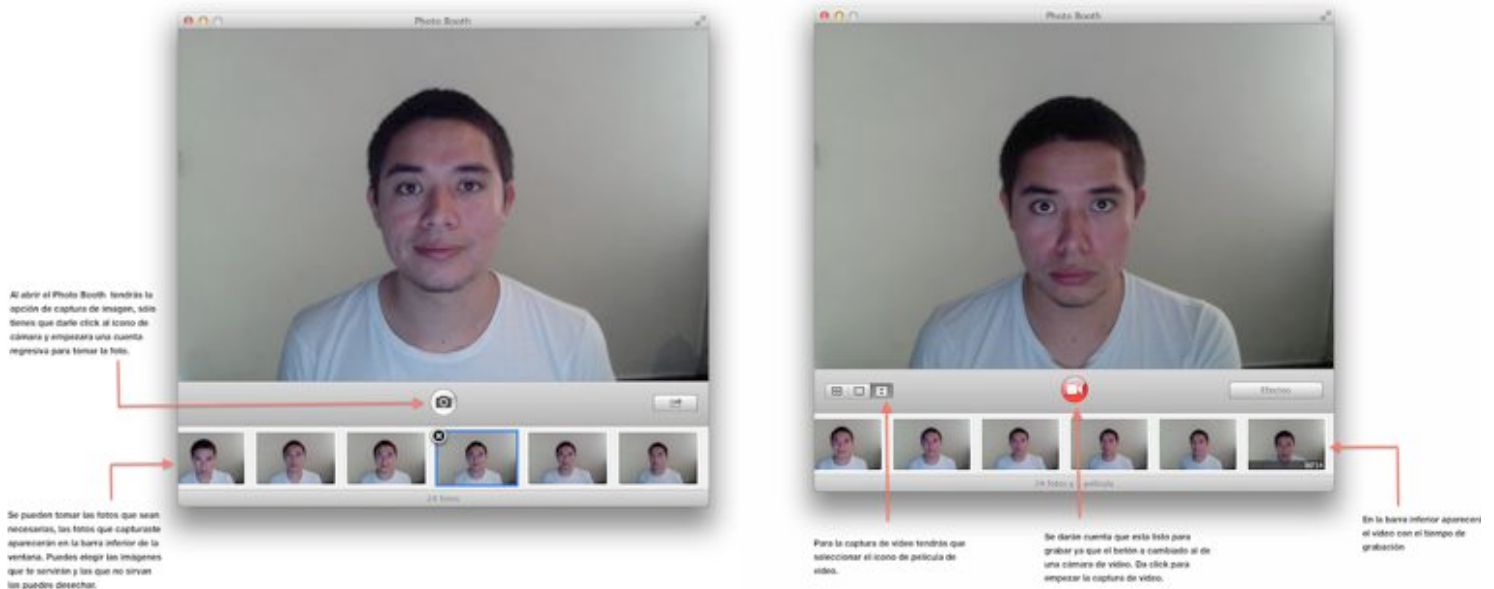 Photo Booth
Al abrir el Photo Booth tendrás la
opción de captura de imagen, sólo
tienes que darle click al icono de
cámara y empezara una cuenta
regresiva para tomar la foto.
24 fotos
Se pueden tomar las fotos que sean
necesarias, las fotos que capturaste
aparecerán en la barra inferior de la
ventana. Puedes elegir las imágenes
que te servirán y las que no sirvan
las puedes desechar.
Photo Booth
Efectos
24 fotos y película
Para la captura de video tendrás que
seleccionar el icono de película de
video.
Se darán cuenta que esta listo para
grabar ya que el botón a cambiado al de
una cámara de video. Da click para
empezar la captura de video.
En la barra inferior aparecerá
el video con el tiempo de
grabación